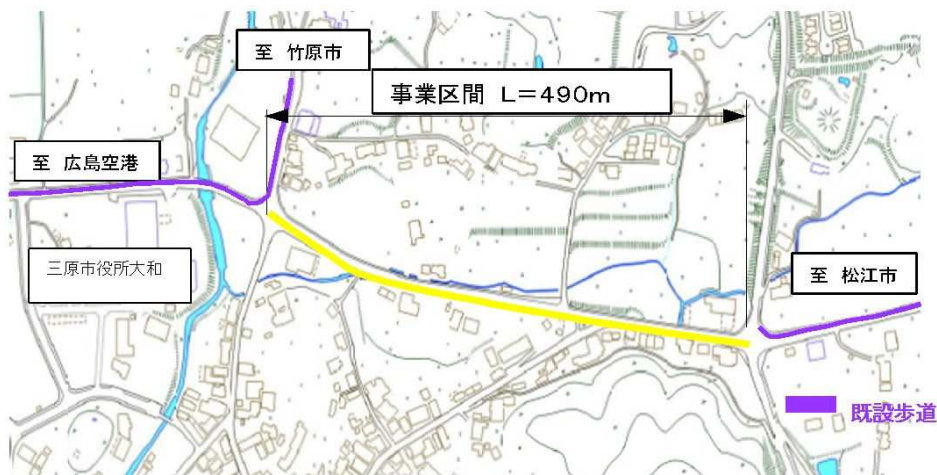 至 竹原市
事業区間 L=490m
至 広島空港
三原市役所大和
至 松江市
既設歩道